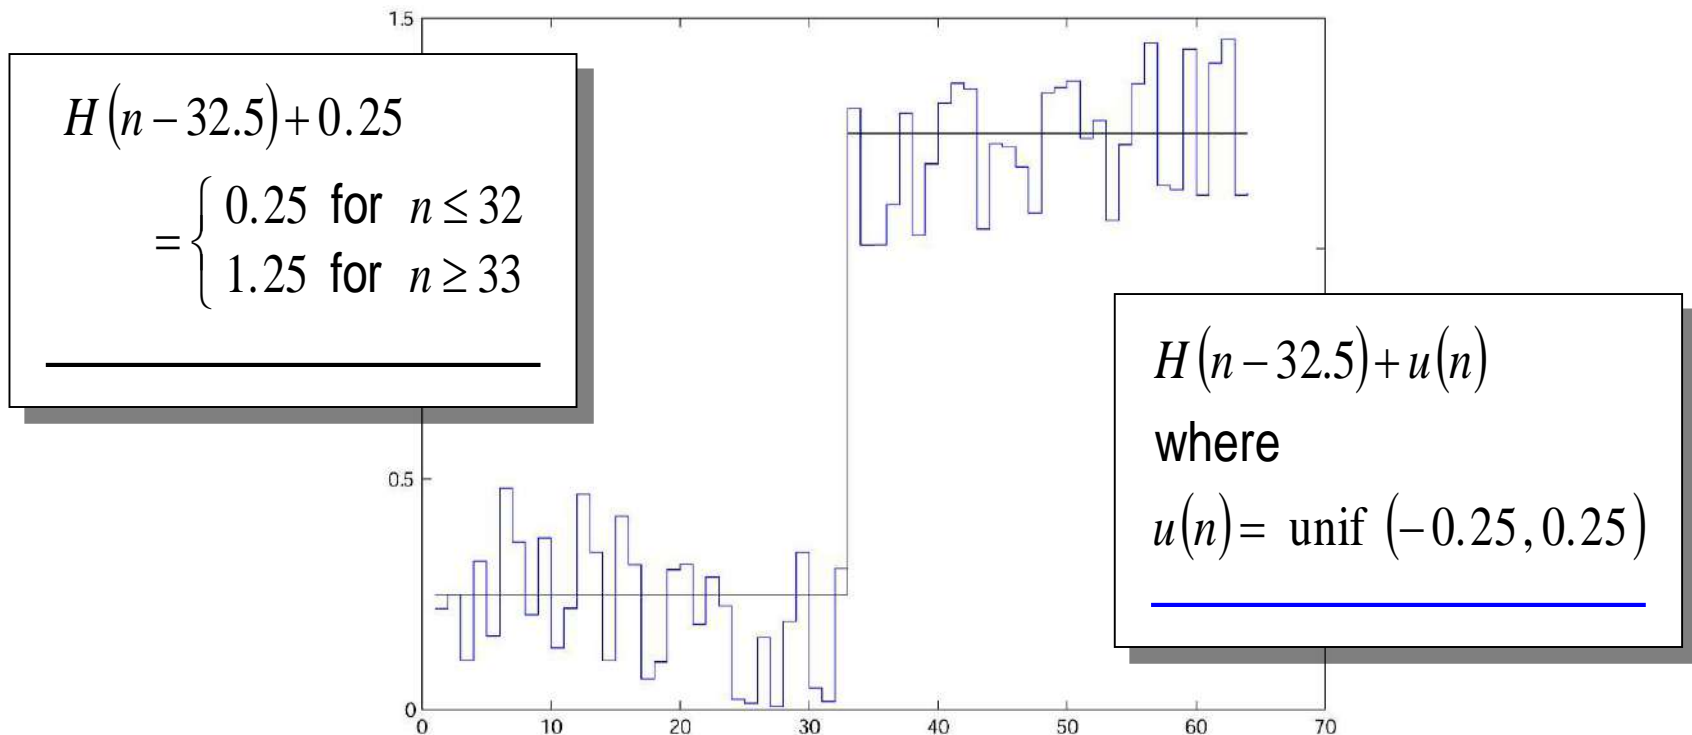 1.5
H(n − 32.5) + 0.25
= { 0.25 for n ≤ 32
1.25 for n ≥ 33
H(n − 32.5) + u(n)
where
u(n) = unif (−0.25, 0.25)
0.5
0
0 10 20 30 40 50 60 70